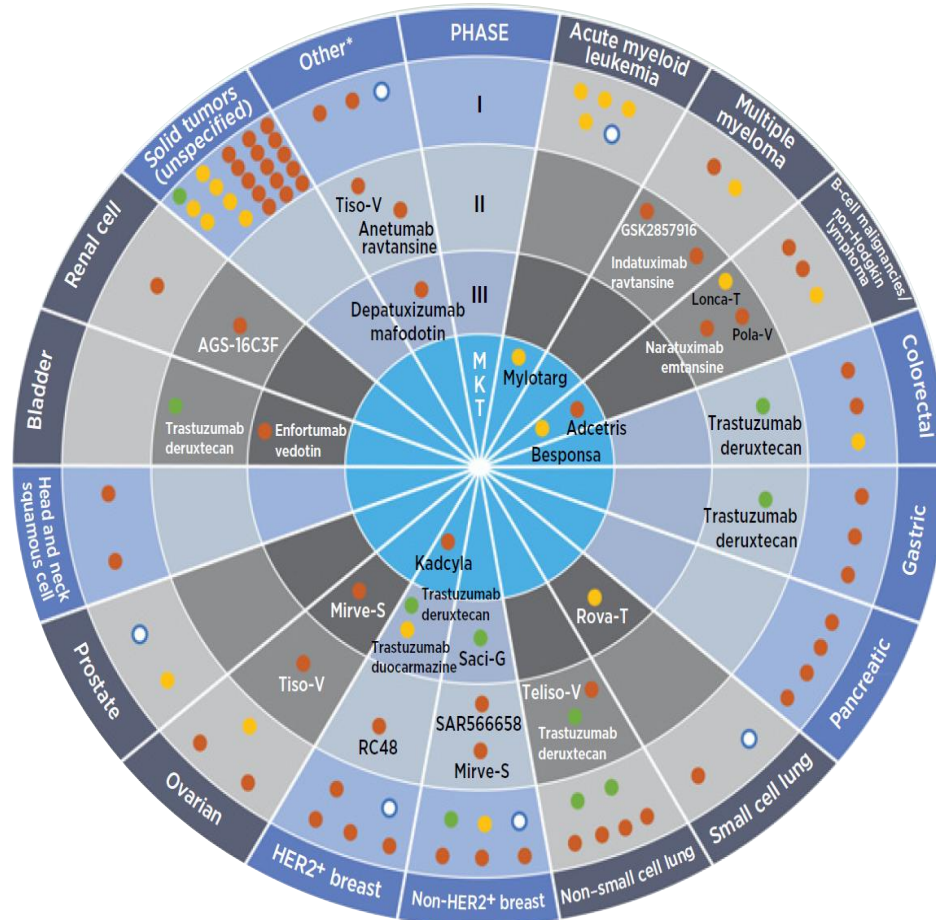 PHASE
I
II
III
M
K
T
Acute myeloid
leukemia
Multiple
myeloma
B-cell malignancies/
non-Hodgkin
lymphoma
Colorectal
Gastric
Pancreatic
Small cell lung
Non-small cell lung
Non-HER2+ breast
HER2+ breast
Ovarian
Prostate
Head and neck
squamous cell
Bladder
Renal cell
Solid tumors
(unspecified)
Other*
Tiso-V
Anetumab
ravtansine
Depatuxizumab
mafodotin
GSK2857916
Indatuximab
ravtansine
Lonca-T
Pola-V
Naratuximab
emtansine
Mylotarg
Adcetris
Besponsa
AGS-16C3F
Trastuzumab
deruxtecan
Enfortumab
vedotin
Trastuzumab
deruxtecan
Trastuzumab
deruxtecan
Kadcyla
Mirve-S
Trastuzumab
deruxtecan
Trastuzumab
duocarmazine
Saci-G
Rova-T
Tiso-V
RC48
SAR566658
Mirve-S
Teliso-V
Trastuzumab
deruxtecan